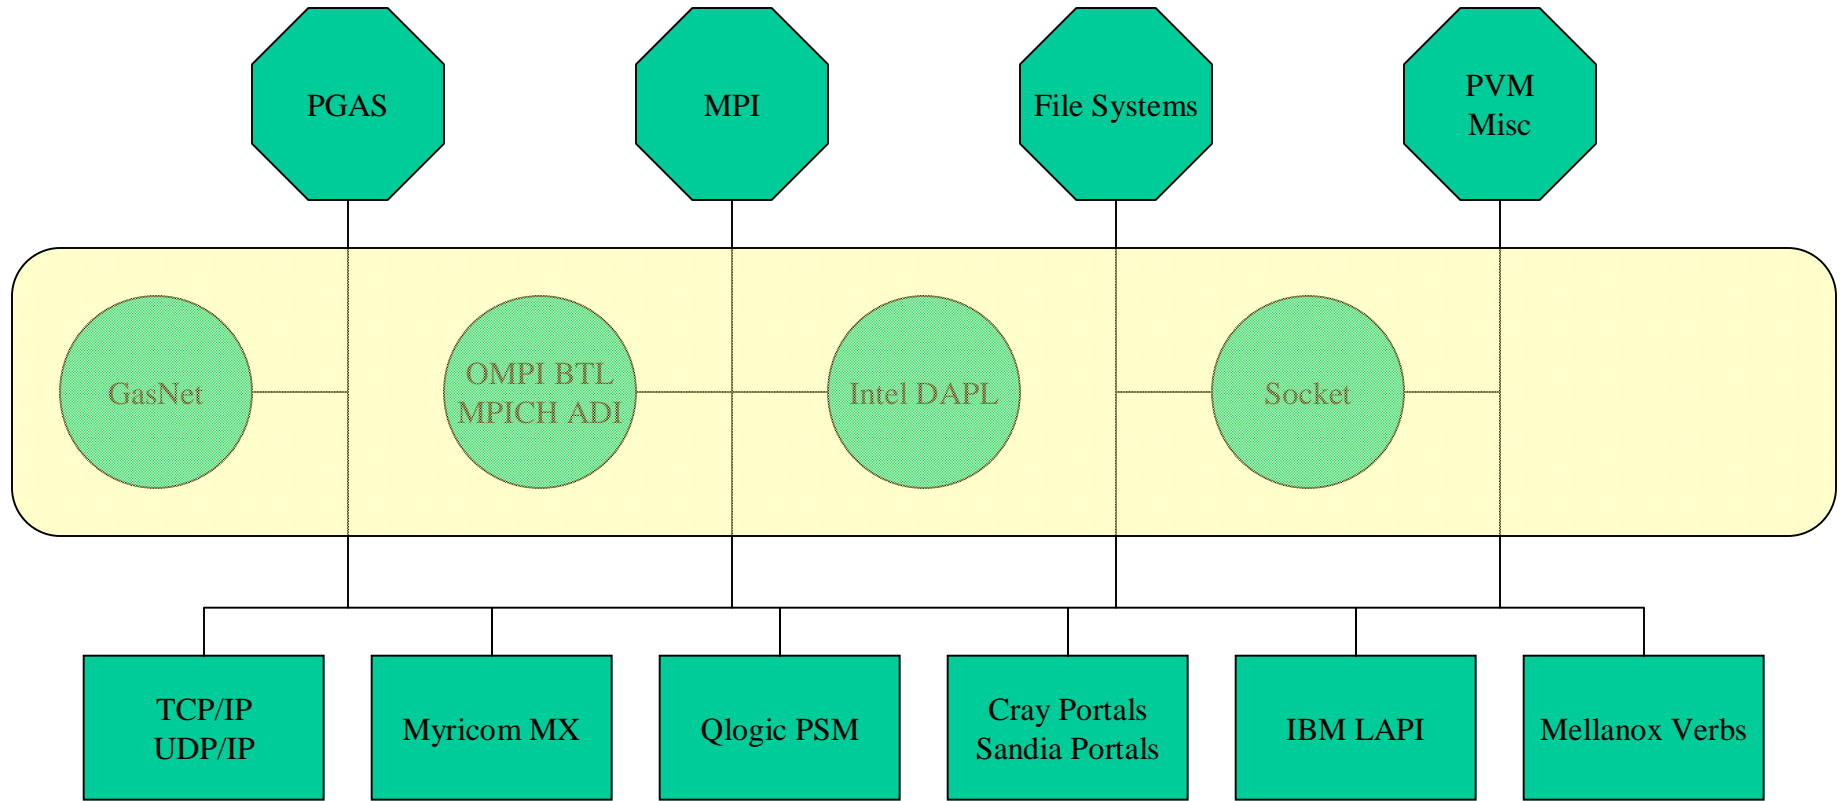 PGAS
MPI
File Systems
PVM
Misc
GasNet
OMPI BTL
MPICH ADI
Intel DAPL
Socket
TCP/IP
UDP/IP
Myricom MX
Qlogic PSM
Cray Portals
Sandia Portals
IBM LAPI
Mellanox Verbs